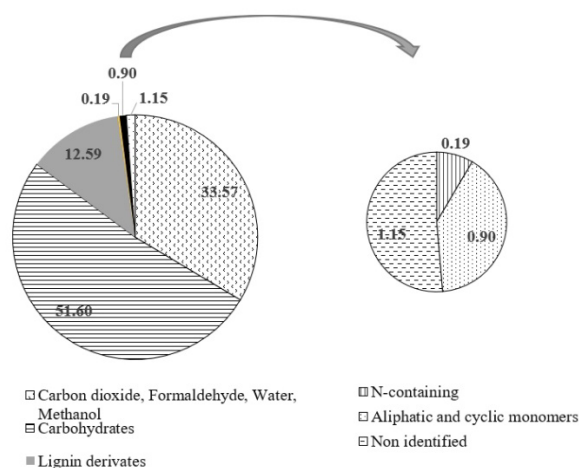 0.90
0.19
1.15
12.59
33.57
51.60
0.19
1.15
0.90
Carbon dioxide, Formaldehyde, Water,
Methanol
Carbohydrates
Lignin derivates
N-containing
Aliphatic and cyclic monomers
Non identified